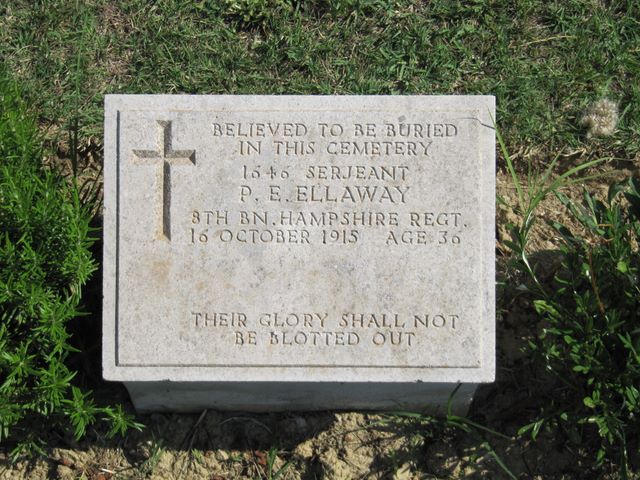 BELIEVED TO BE BURIED
IN THIS CEMETERY
1646 SERJEANT
P. E. ELLAWAY
8TH BN. HAMPSHIRE REGT.
16 OCTOBER 1915 AGE 36
THEIR GLORY SHALL NOT
BE BLOTTED OUT